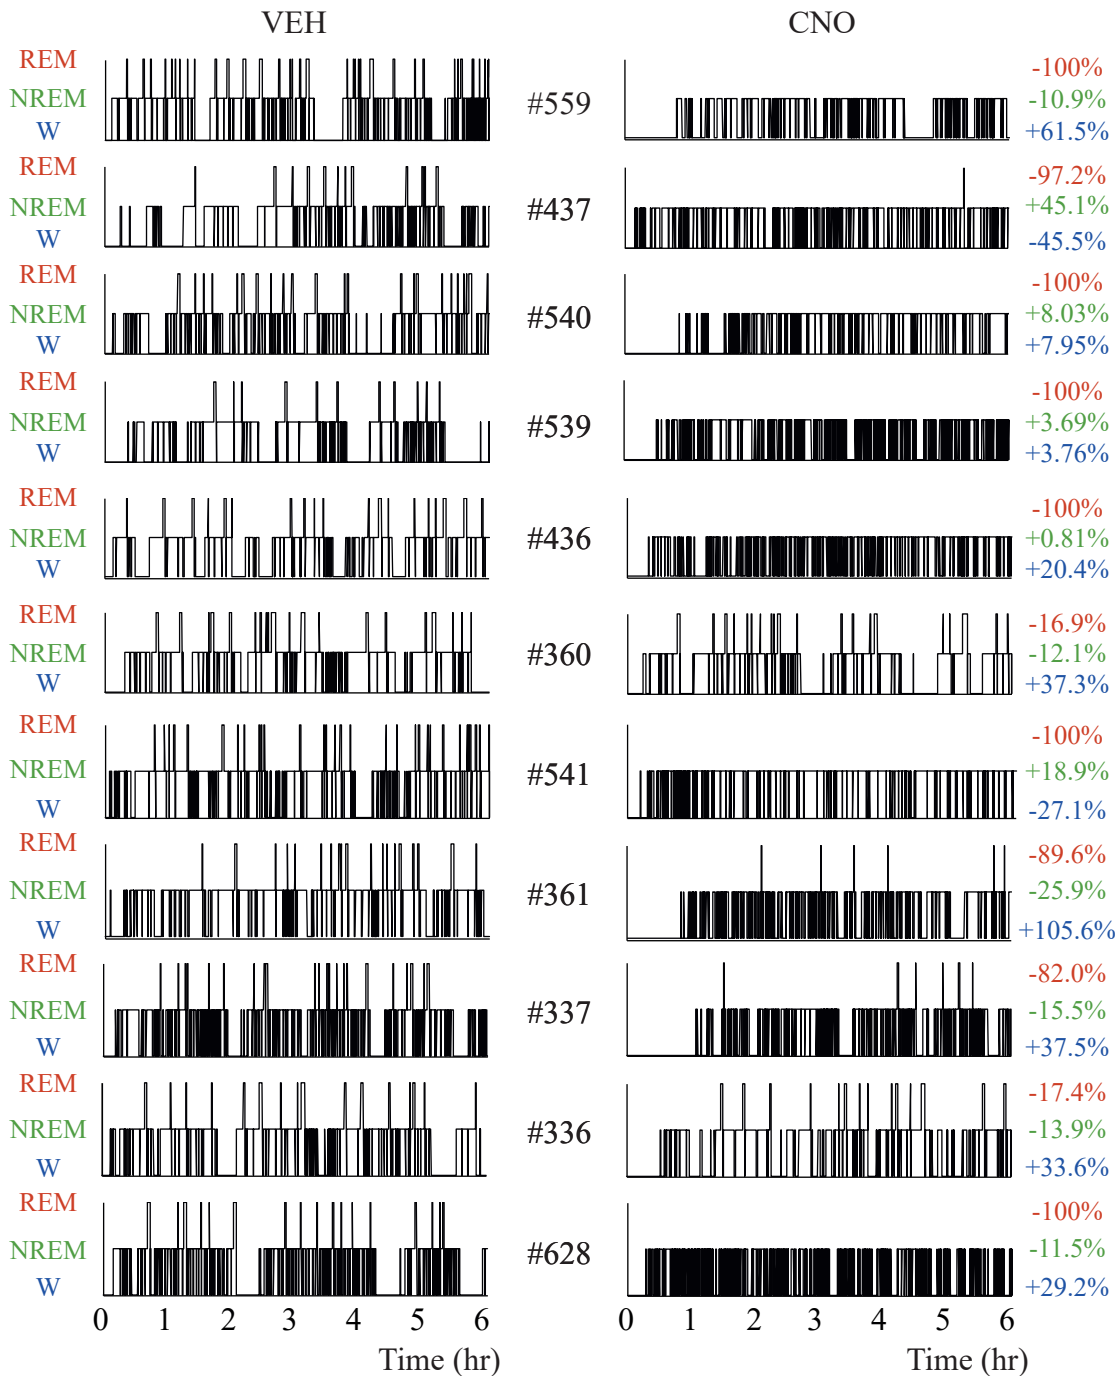 VEH CNO
REM
NREM
W
#559
-100%
-10.9%
+61.5%
REM
NREM
W
#437
-97.2%
+45.1%
-45.5%
REM
NREM
W
#540
-100%
+8.03%
+7.95%
REM
NREM
W
#539
-100%
+3.69%
+3.76%
REM
NREM
W
#436
-100%
+0.81%
+20.4%
REM
NREM
W
#360
-16.9%
-12.1%
+37.3%
REM
NREM
W
#541
-100%
+18.9%
-27.1%
REM
NREM
W
#361
-89.6%
-25.9%
+105.6%
REM
NREM
W
#337
-82.0%
-15.5%
+37.5%
REM
NREM
W
#336
-17.4%
-13.9%
+33.6%
REM
NREM
W
#628
-100%
-11.5%
+29.2%
0 1 2 3 4 5 6 0 1 2 3 4 5 6
Time (hr) Time (hr)